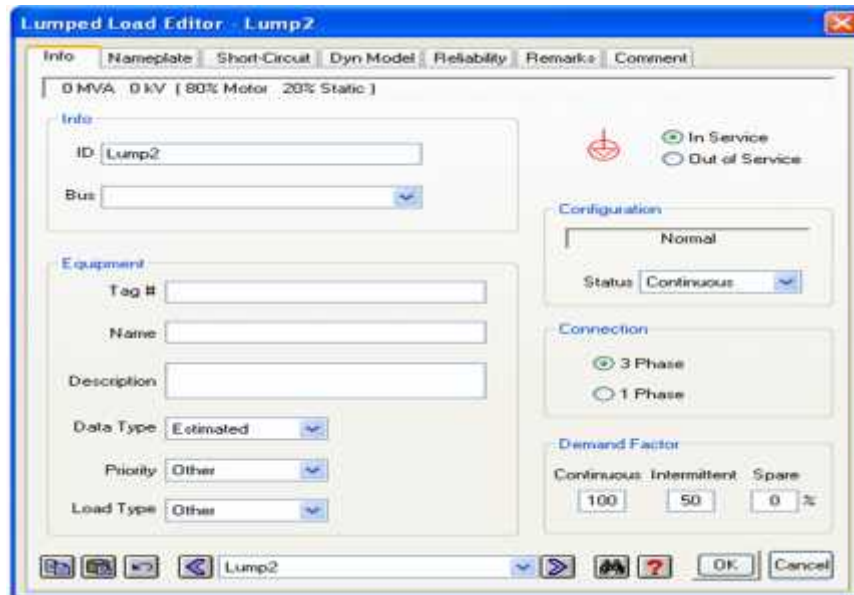 Lumped Load Editor - Lump2
Info Nameplate Short-Circuit Dyn Model Reliability Remarks Comment
0 MVA 0 kV ( 80% Motor 20% Static )
Info
ID Lump2
Bus
In Service
Out of Service
Configuration
Normal
Status Continuous
Equipment
Tag #
Name
Description
Data Type Estimated
Priority Other
Load Type Other
Connection
3 Phase
1 Phase
Demand Factor
Continuous Intermittent Spare
100 50 0 %
Lump2 ? OK Cancel